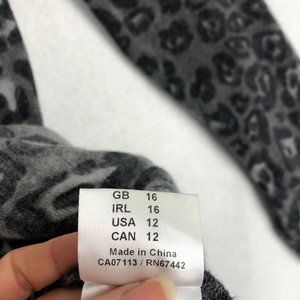 GB 16
IRL 16
USA 12
CAN 12
Made in China
CA07113 / RN67442